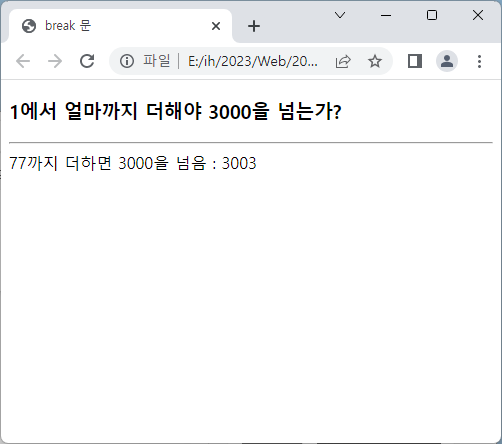 break 문
파일 E:/ih/2023/Web/20...
1에서 얼마까지 더해야 3000을 넘는가?
77까지 더하면 3000을 넘음 : 3003